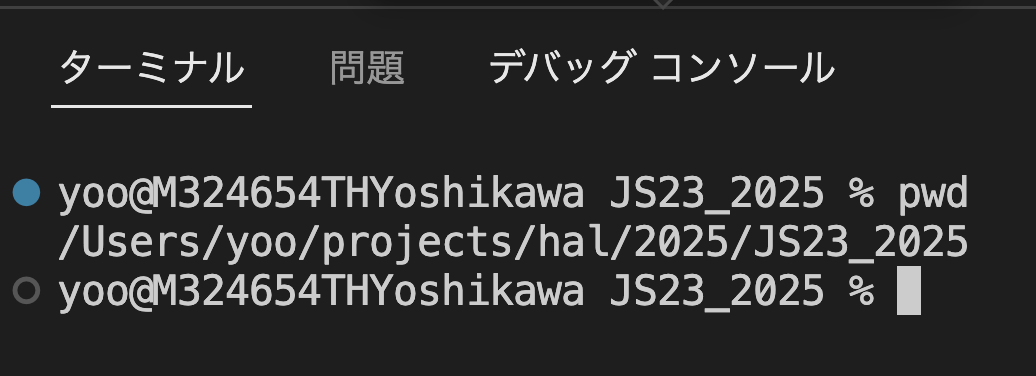 ターミナル 問題 デバッグ コンソール
yoo@M324654THYoshikawa JS23_2025 % pwd
/Users/yoo/projects/hal/2025/JS23_2025
yoo@M324654THYoshikawa JS23_2025 %